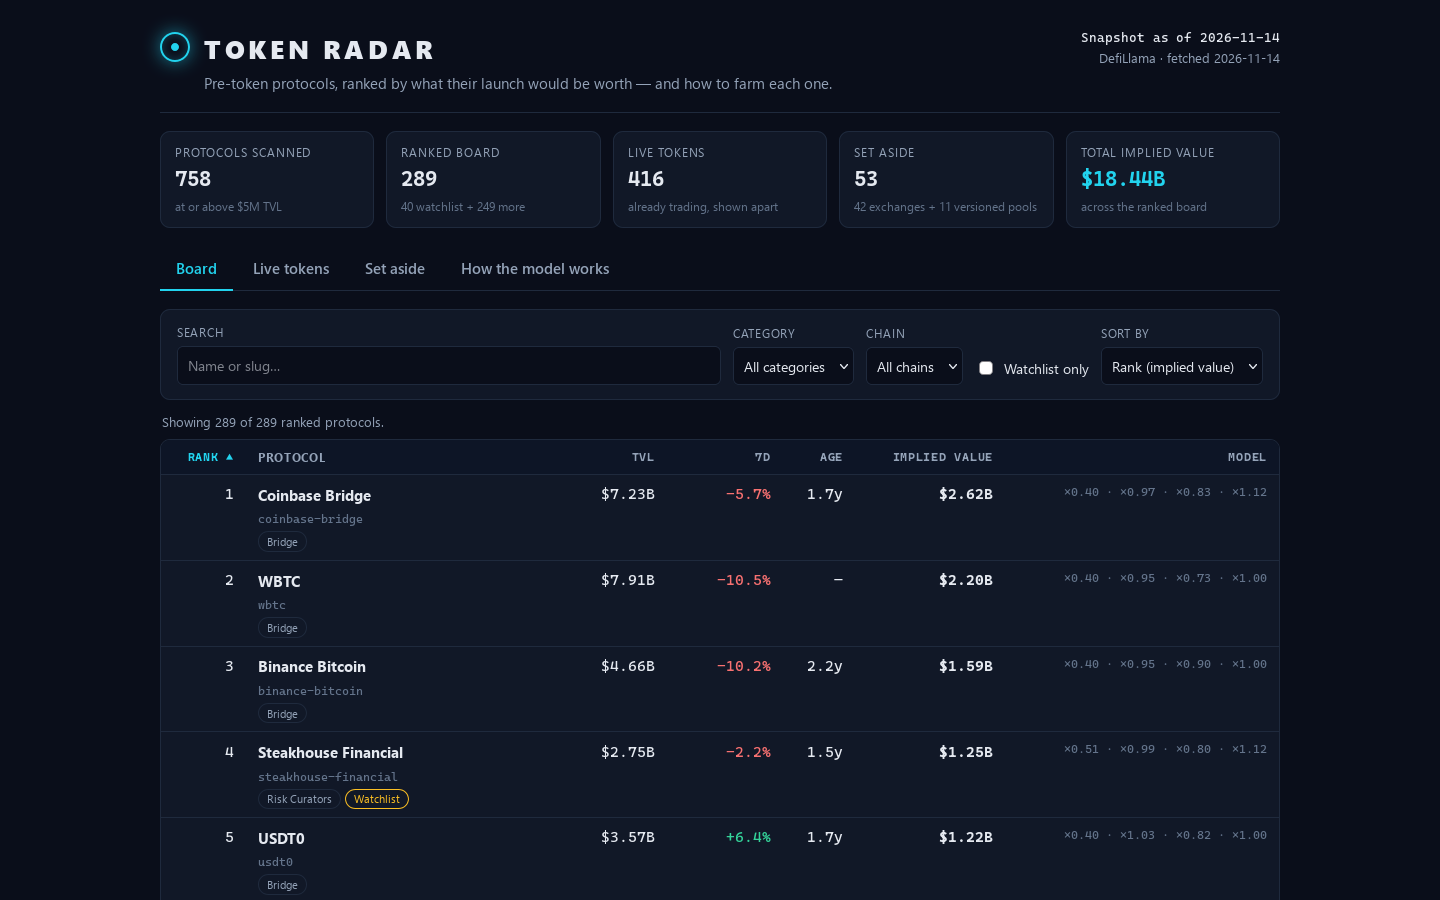 TOKEN RADAR
Pre-token protocols, ranked by what their launch would be worth — and how to farm each one.
Snapshot as of 2026-11-14
DefiLlama · fetched 2026-11-14
PROTOCOLS SCANNED
758
at or above $5M TVL
RANKED BOARD
289
40 watchlist + 249 more
LIVE TOKENS
416
already trading, shown apart
SET ASIDE
53
42 exchanges + 11 versioned pools
TOTAL IMPLIED VALUE
$18.44B
across the ranked board
Board Live tokens Set aside How the model works
SEARCH
Name or slug...
CATEGORY
All categories
CHAIN
All chains
Watchlist only
SORT BY
Rank (implied value)
Showing 289 of 289 ranked protocols.
RANK ▲ PROTOCOL TVL 7D AGE IMPLIED VALUE MODEL
1 Coinbase Bridge $7.23B −5.7% 1.7y $2.62B ×0.40 · ×0.97 · ×0.83 · ×1.12
coinbase-bridge
Bridge
2 WBTC $7.91B −10.5% — $2.20B ×0.40 · ×0.95 · ×0.73 · ×1.00
wbtc
Bridge
3 Binance Bitcoin $4.66B −10.2% 2.2y $1.59B ×0.40 · ×0.95 · ×0.90 · ×1.00
binance-bitcoin
Bridge
4 Steakhouse Financial $2.75B −2.2% 1.5y $1.25B ×0.51 · ×0.99 · ×0.80 · ×1.12
steakhouse-financial
Risk Curators Watchlist
5 USDT0 $3.57B +6.4% 1.7y $1.22B ×0.40 · ×1.03 · ×0.82 · ×1.00
usdt0
Bridge